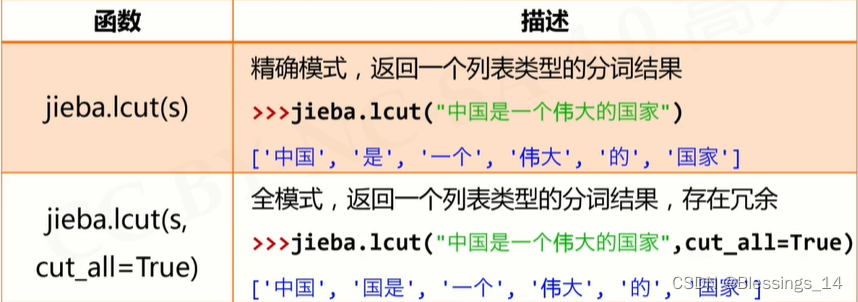 函数 描述
jieba.lcut(s)
精确模式，返回一个列表类型的分词结果
>>>jieba.lcut("中国是一个伟大的国家")
['中国', '是', '一个', '伟大', '的', '国家']
jieba.lcut(s,
cut_all=True)
全模式，返回一个列表类型的分词结果，存在冗余
>>>jieba.lcut("中国是一个伟大的国家",cut_all=True)
['中国', '国是', '一个', '伟大', '的', '国家']
CSDN @Blessings_14